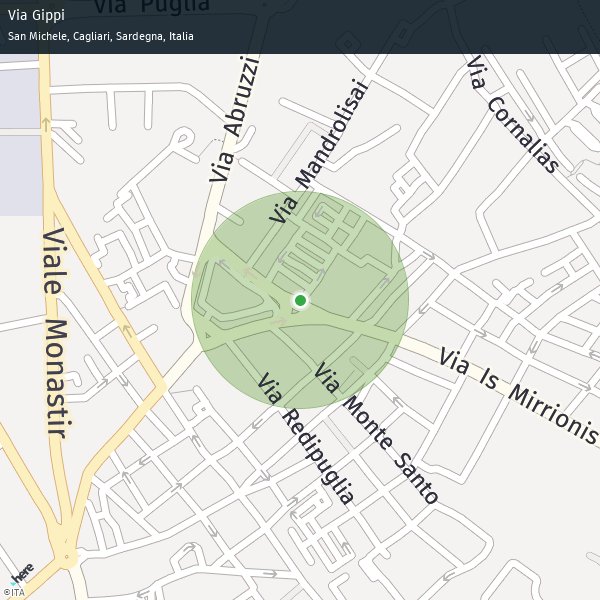 Via Gippi
San Michele, Cagliari, Sardegna, Italia
Via Puglia
Via Abruzzi
Via Mandrolisai
Via Cornalias
Viale Monastir
Via Is Mirrionis
Via Monte Santo
Via Redipuglia
here
©ITA